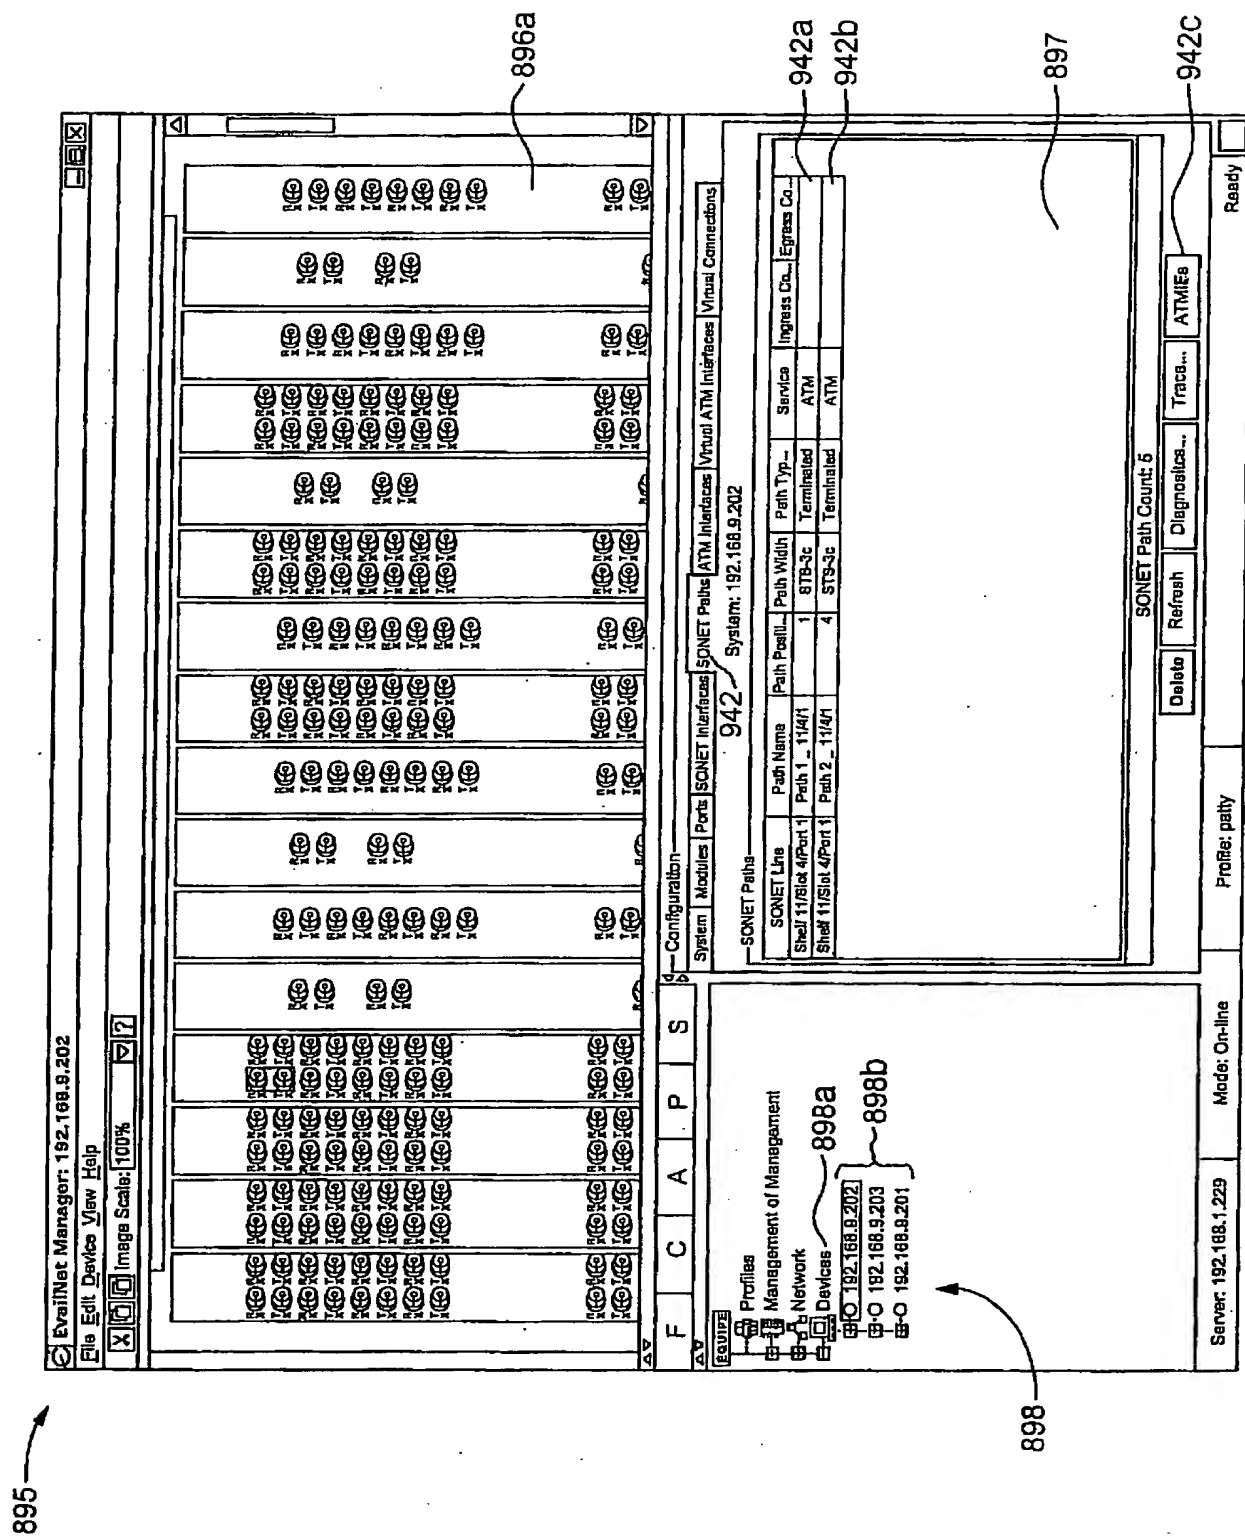 895
EvailNet Manager: 192.168.9.202
File Edit Device View Help
Image Scale: 100%
896a
F C A P S
EQUIPE
Profiles
Management of Management
Network
Devices
898a
192.168.9.202
192.168.9.203
192.168.9.201
898b
898
Configuration
System Modules Ports SONET Interfaces SONET Paths ATM Interfaces Virtual ATM Interfaces Virtual Connections
942
System: 192.168.9.202
SONET Paths
SONET Line Path Name Path Positi... Path Width Path Typ... Service Ingress Co... Egress Co...
Shelf 11/Slot 4/Port 1 Path 1 _ 11/4/1 1 STS-3c Terminated ATM
942a
Shelf 11/Slot 4/Port 1 Path 2 _ 11/4/1 4 STS-3c Terminated ATM
942b
897
SONET Path Count: 5
Delete Refresh Diagnositcs... Trace... ATMIEs
942c
Server: 192.168.1.229 Mode: On-line Profile: patty Ready